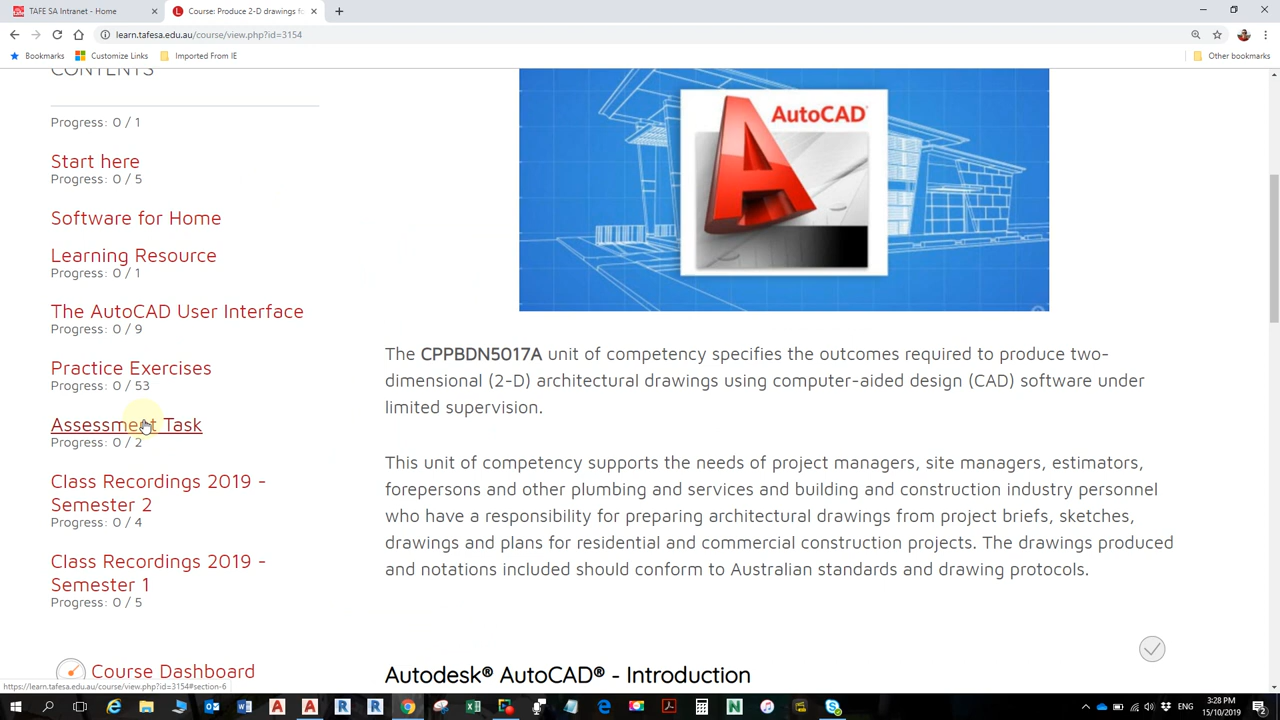 TAFE SA Intranet - Home
Course: Produce 2-D drawings fo
learn.tafesa.edu.au/course/view.php?id=3154
Bookmarks
Customize Links
Imported From IE
Other bookmarks
CONTENTS
Progress: 0 / 1
Start here
Progress: 0 / 5
Software for Home
Learning Resource
Progress: 0 / 1
The AutoCAD User Interface
Progress: 0 / 9
Practice Exercises
Progress: 0 / 53
Assessment Task
Progress: 0 / 2
Class Recordings 2019 -
Semester 2
Progress: 0 / 4
Class Recordings 2019 -
Semester 1
Progress: 0 / 5
Course Dashboard
AUTOCAD
The CPPBDN5017A unit of competency specifies the outcomes required to produce two-
dimensional (2-D) architectural drawings using computer-aided design (CAD) software under
limited supervision.
This unit of competency supports the needs of project managers, site managers, estimators,
forepersons and other plumbing and services and building and construction industry personnel
who have a responsibility for preparing architectural drawings from project briefs, sketches,
drawings and plans for residential and commercial construction projects. The drawings produced
and notations included should conform to Australian standards and drawing protocols.
Autodesk® AutoCAD® - Introduction
https://learn.tafesa.edu.au/course/view.php?id=3154#section-6
ENG
3:28 PM
15/10/2019